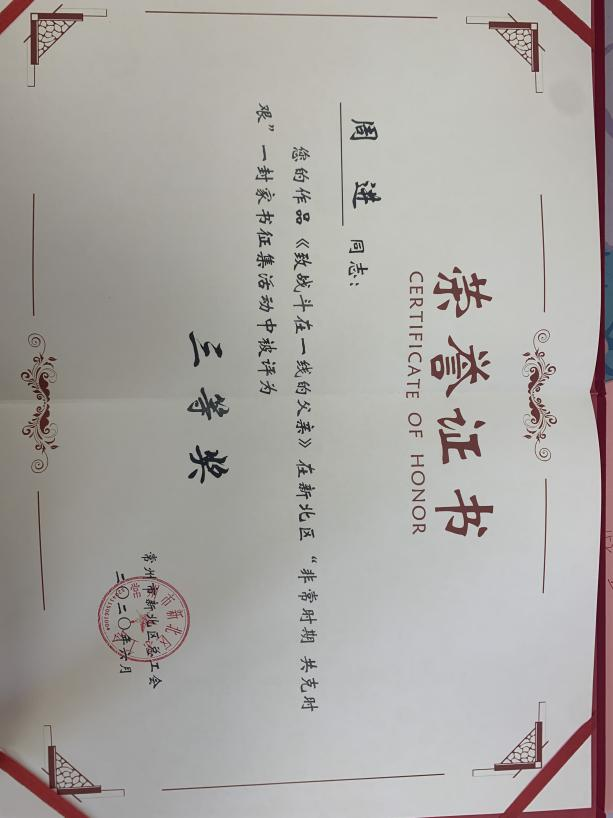 荣誉证书
CERTIFICATE OF HONOR
周进 同志：
您的作品《致战斗在一线的父亲》在新北区“非常时期 共克时
艰”一封家书征集活动中被评为
三等奖
常州市新北区总工会
二〇二〇年六月